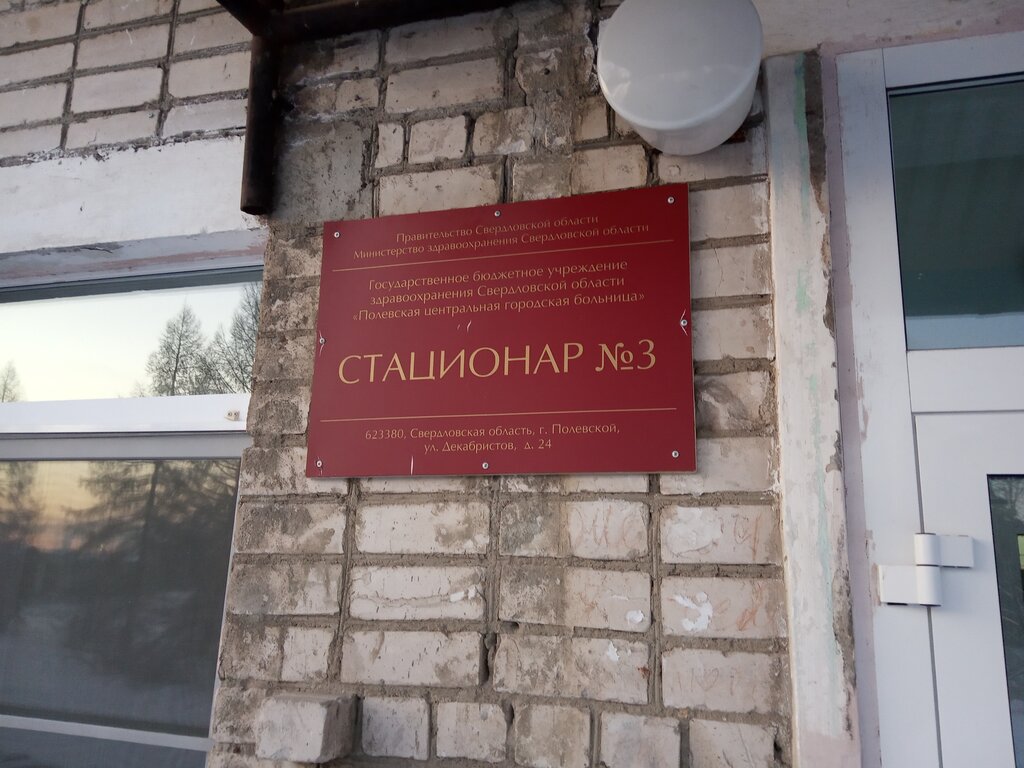 Правительство Свердловской области
Министерство здравоохранения Свердловской области
Государственное бюджетное учреждение
здравоохранения Свердловской области
«Полевская центральная городская больница»
СТАЦИОНАР №3
623380, Свердловская область, г. Полевской,
ул. Декабристов, д. 24